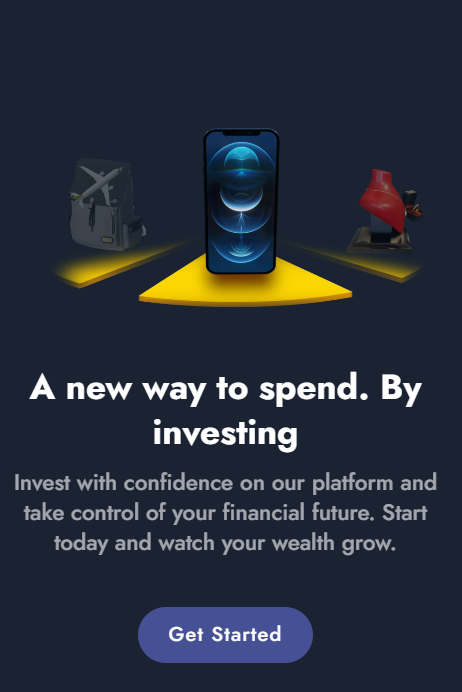 A new way to spend. By
investing
Invest with confidence on our platform and
take control of your financial future. Start
today and watch your wealth grow.
Get Started